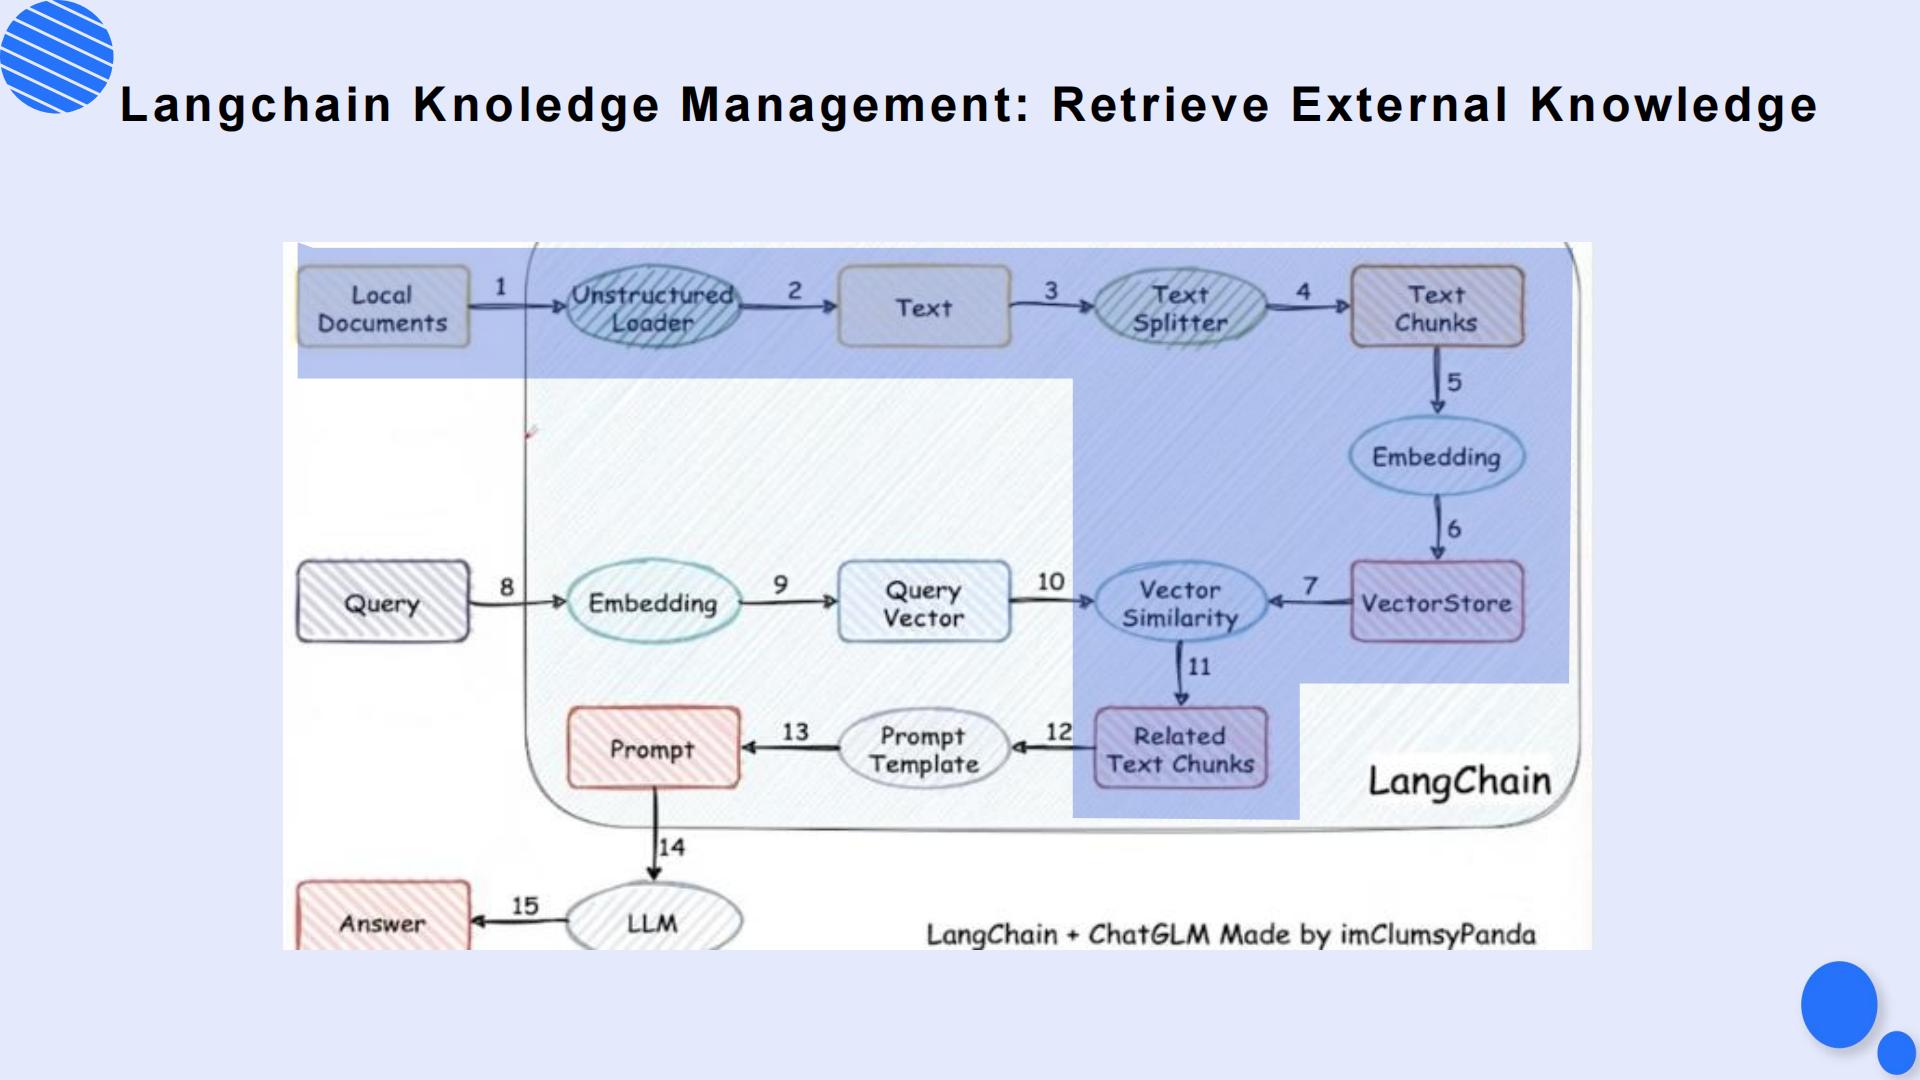 Langchain Knoledge Management: Retrieve External Knowledge
Local
Documents
1
Unstructured
Loader
2
Text
3
Text
Splitter
4
Text
Chunks
5
Embedding
6
VectorStore
7
Query
8
Embedding
9
Query
Vector
10
Vector
Similarity
11
Related
Text Chunks
12
Prompt
Template
13
Prompt
14
LLM
15
Answer
LangChain
LangChain + ChatGLM Made by imClumsyPanda